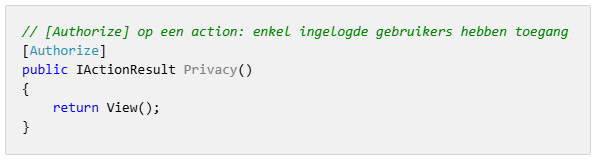 // [Authorize] op een action: enkel ingelogde gebruikers hebben toegang
[Authorize]
public IActionResult Privacy()
{
    return View();
}